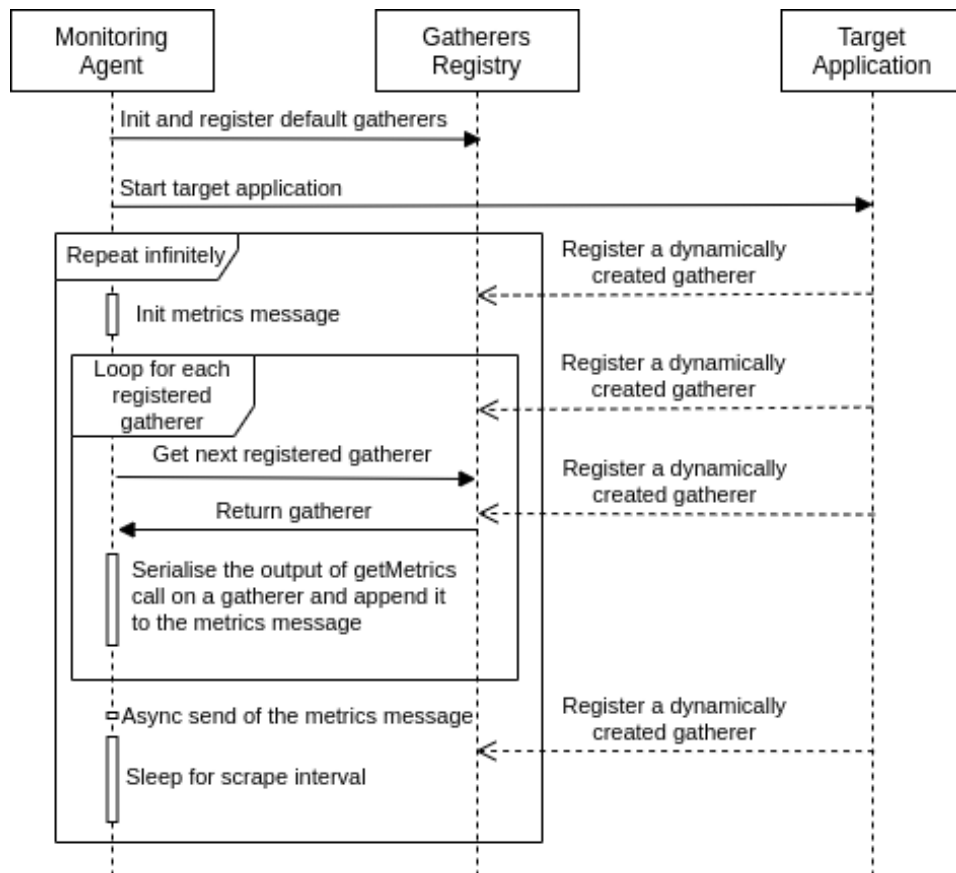 Monitoring
Agent
Gatherers
Registry
Target
Application
Init and register default gatherers
Start target application
Repeat infinitely
Register a dynamically
created gatherer
Init metrics message
Loop for each
registered
gatherer
Register a dynamically
created gatherer
Get next registered gatherer
Register a dynamically
created gatherer
Return gatherer
Serialise the output of getMetrics
call on a gatherer and append it
to the metrics message
Async send of the metrics message
Register a dynamically
created gatherer
Sleep for scrape interval